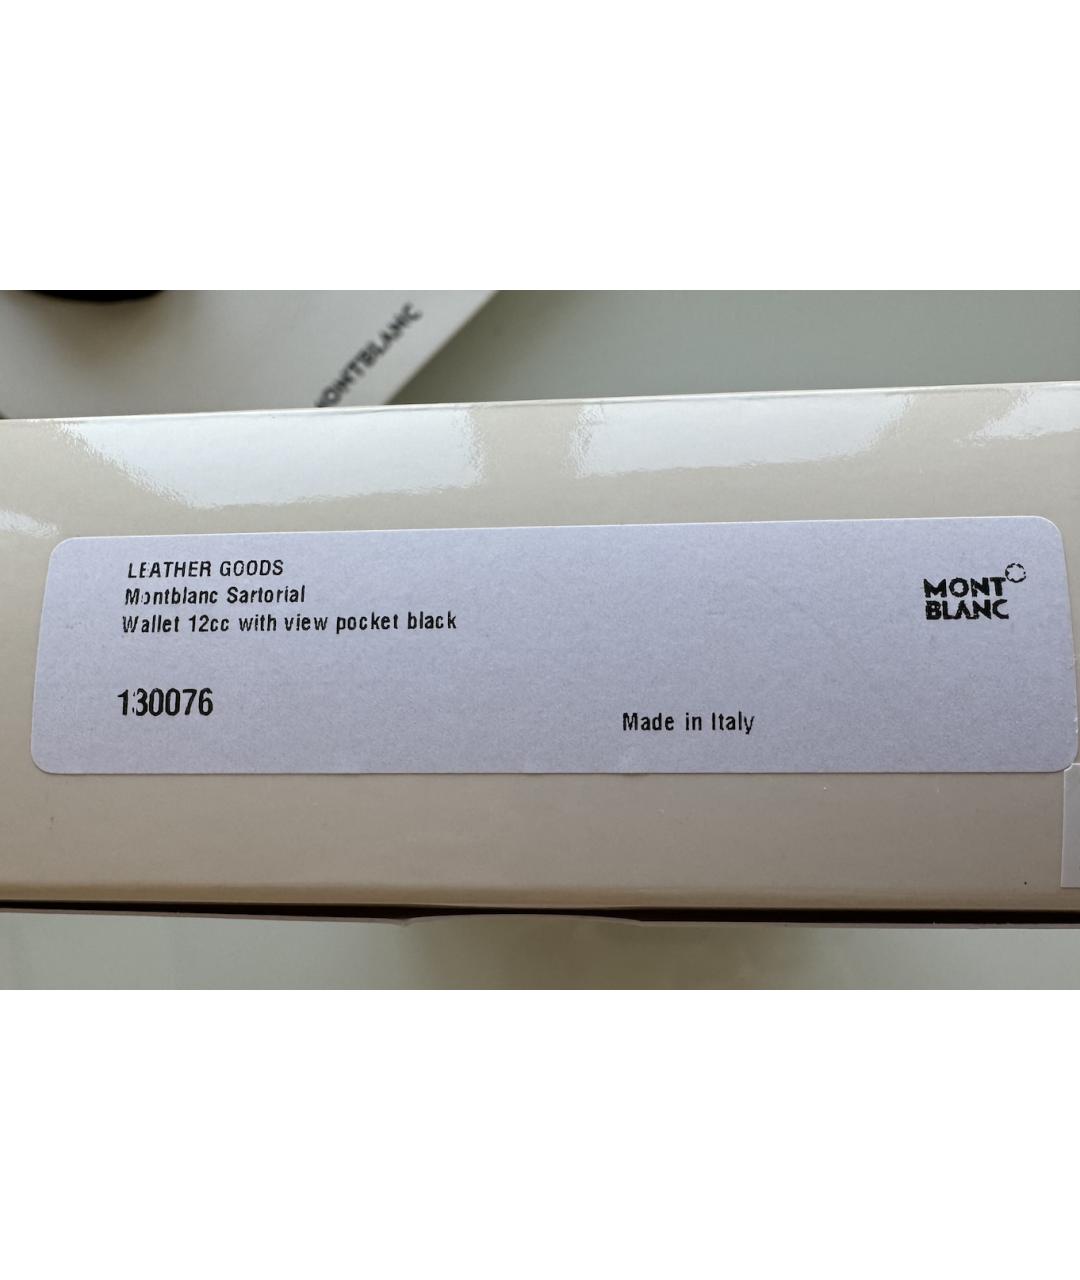 MONTBLANC
LEATHER GOODS
Montblanc Sartorial
Wallet 12cc with view pocket black
130076
Made in Italy
MONT
BLANC